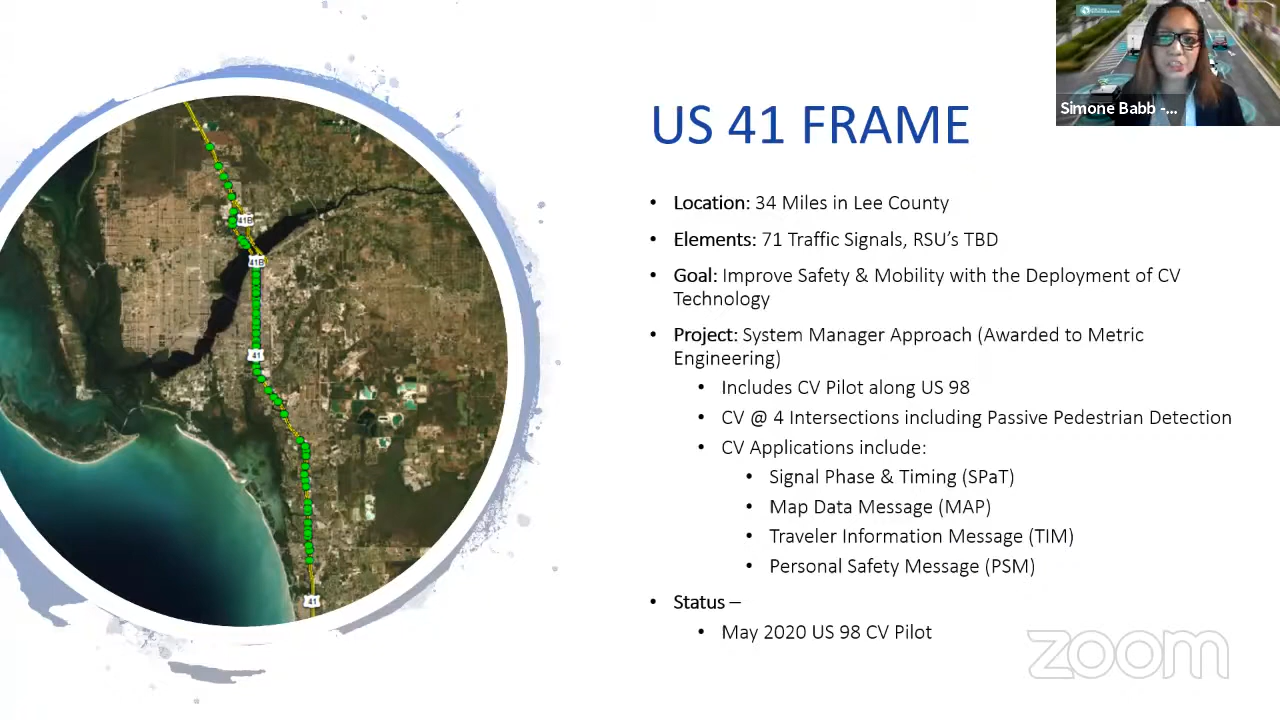 Simone Babb -...
US 41 FRAME
• Location: 34 Miles in Lee County
• Elements: 71 Traffic Signals, RSU's TBD
• Goal: Improve Safety & Mobility with the Deployment of CV
Technology
• Project: System Manager Approach (Awarded to Metric
Engineering)
• Includes CV Pilot along US 98
• CV @ 4 Intersections including Passive Pedestrian Detection
• CV Applications include:
• Signal Phase & Timing (SPaT)
• Map Data Message (MAP)
• Traveler Information Message (TIM)
• Personal Safety Message (PSM)
• Status –
• May 2020 US 98 CV Pilot
41B
41B
41
41
zoom